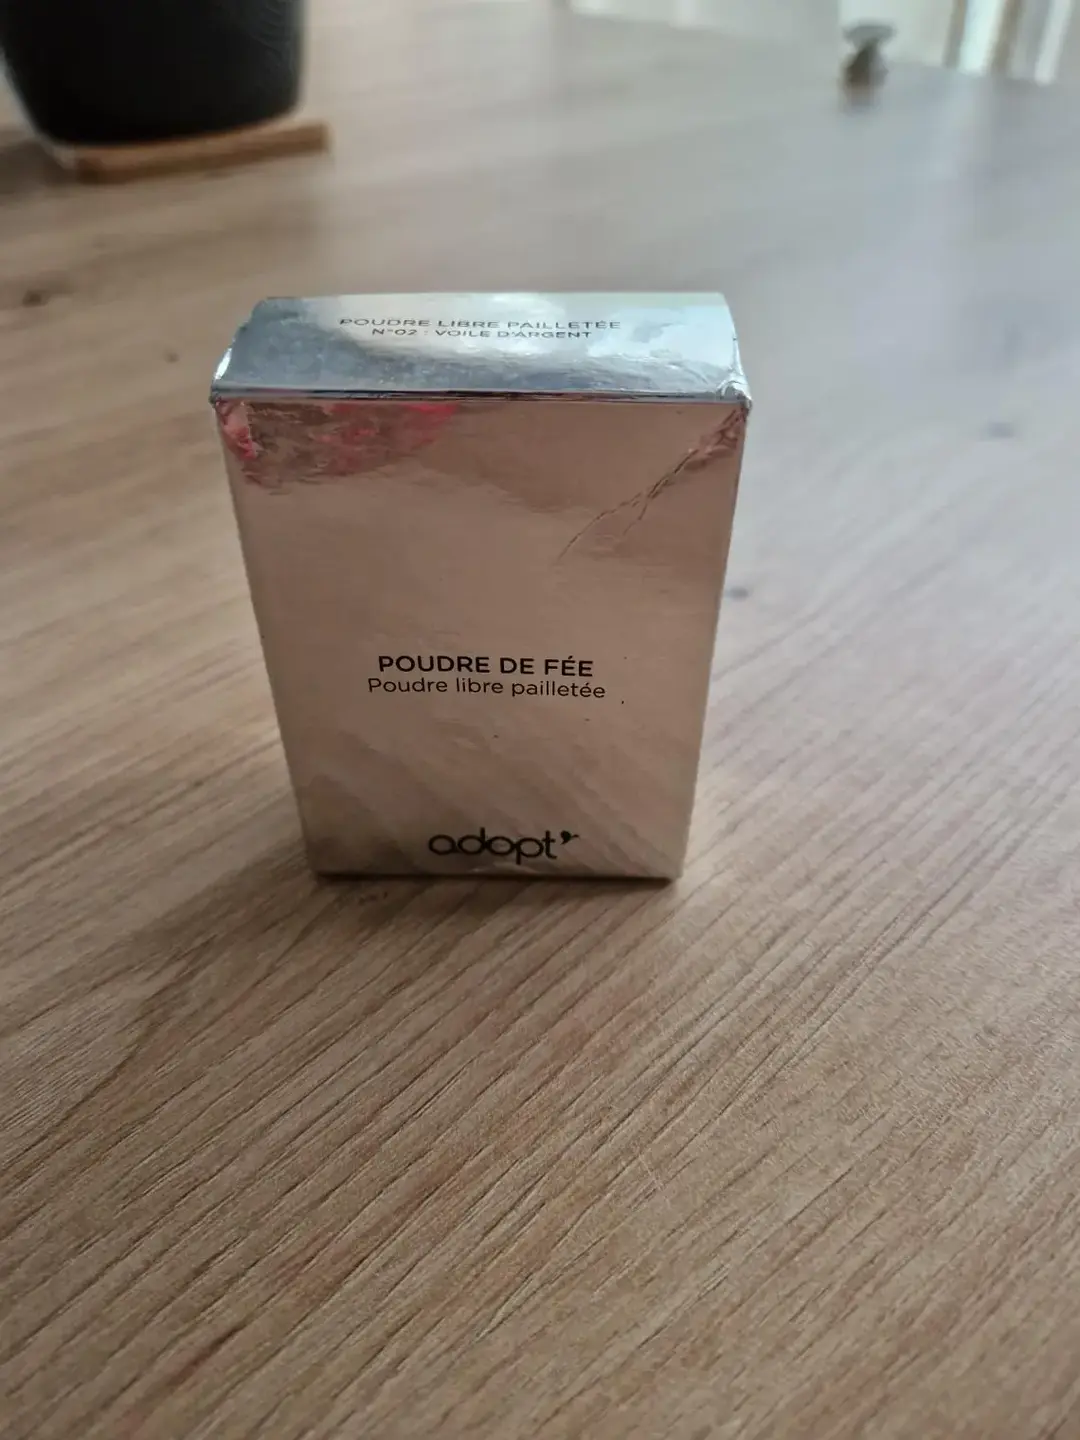 POUDRE LIBRE PAILLETÉE
N°02 : VOILE D'ARGENT
POUDRE DE FÉE
Poudre libre pailletée
adopt'